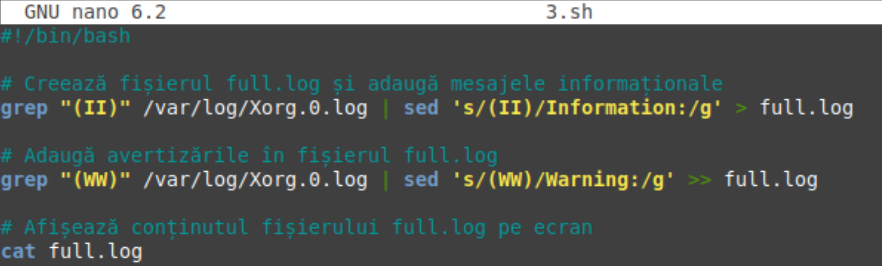 GNU nano 6.2 3.sh
#!/bin/bash
# Creează fișierul full.log și adaugă mesajele informaționale
grep "(II)" /var/log/Xorg.0.log | sed 's/(II)/Information:/g' > full.log
# Adaugă avertizările în fișierul full.log
grep "(WW)" /var/log/Xorg.0.log | sed 's/(WW)/Warning:/g' >> full.log
# Afișează conținutul fișierului full.log pe ecran
cat full.log